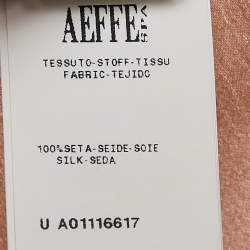 AEFFE SPA
TESSUTO-STOFF-TISSU
FABRIC-TEJIDO
100%SETA-SEIDE-SOIE
SILK-SEDA
U A01116617